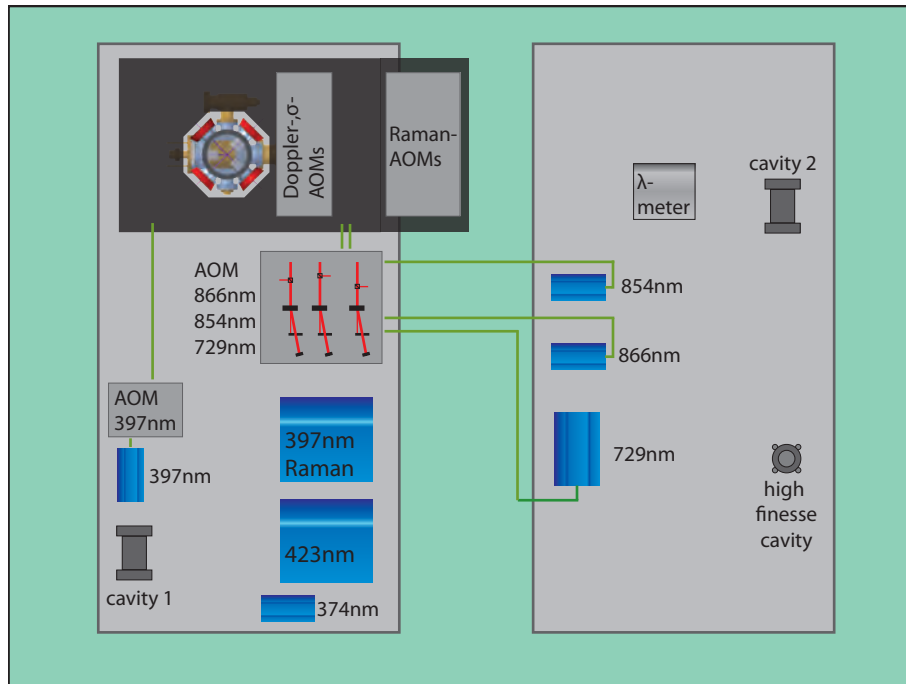 Doppler-,σ-
AOMs
Raman-
AOMs
λ-
meter
cavity 2
AOM
866nm
854nm
729nm
854nm
866nm
AOM
397nm
397nm
Raman
729nm
397nm
high
finesse
cavity
423nm
cavity 1
374nm